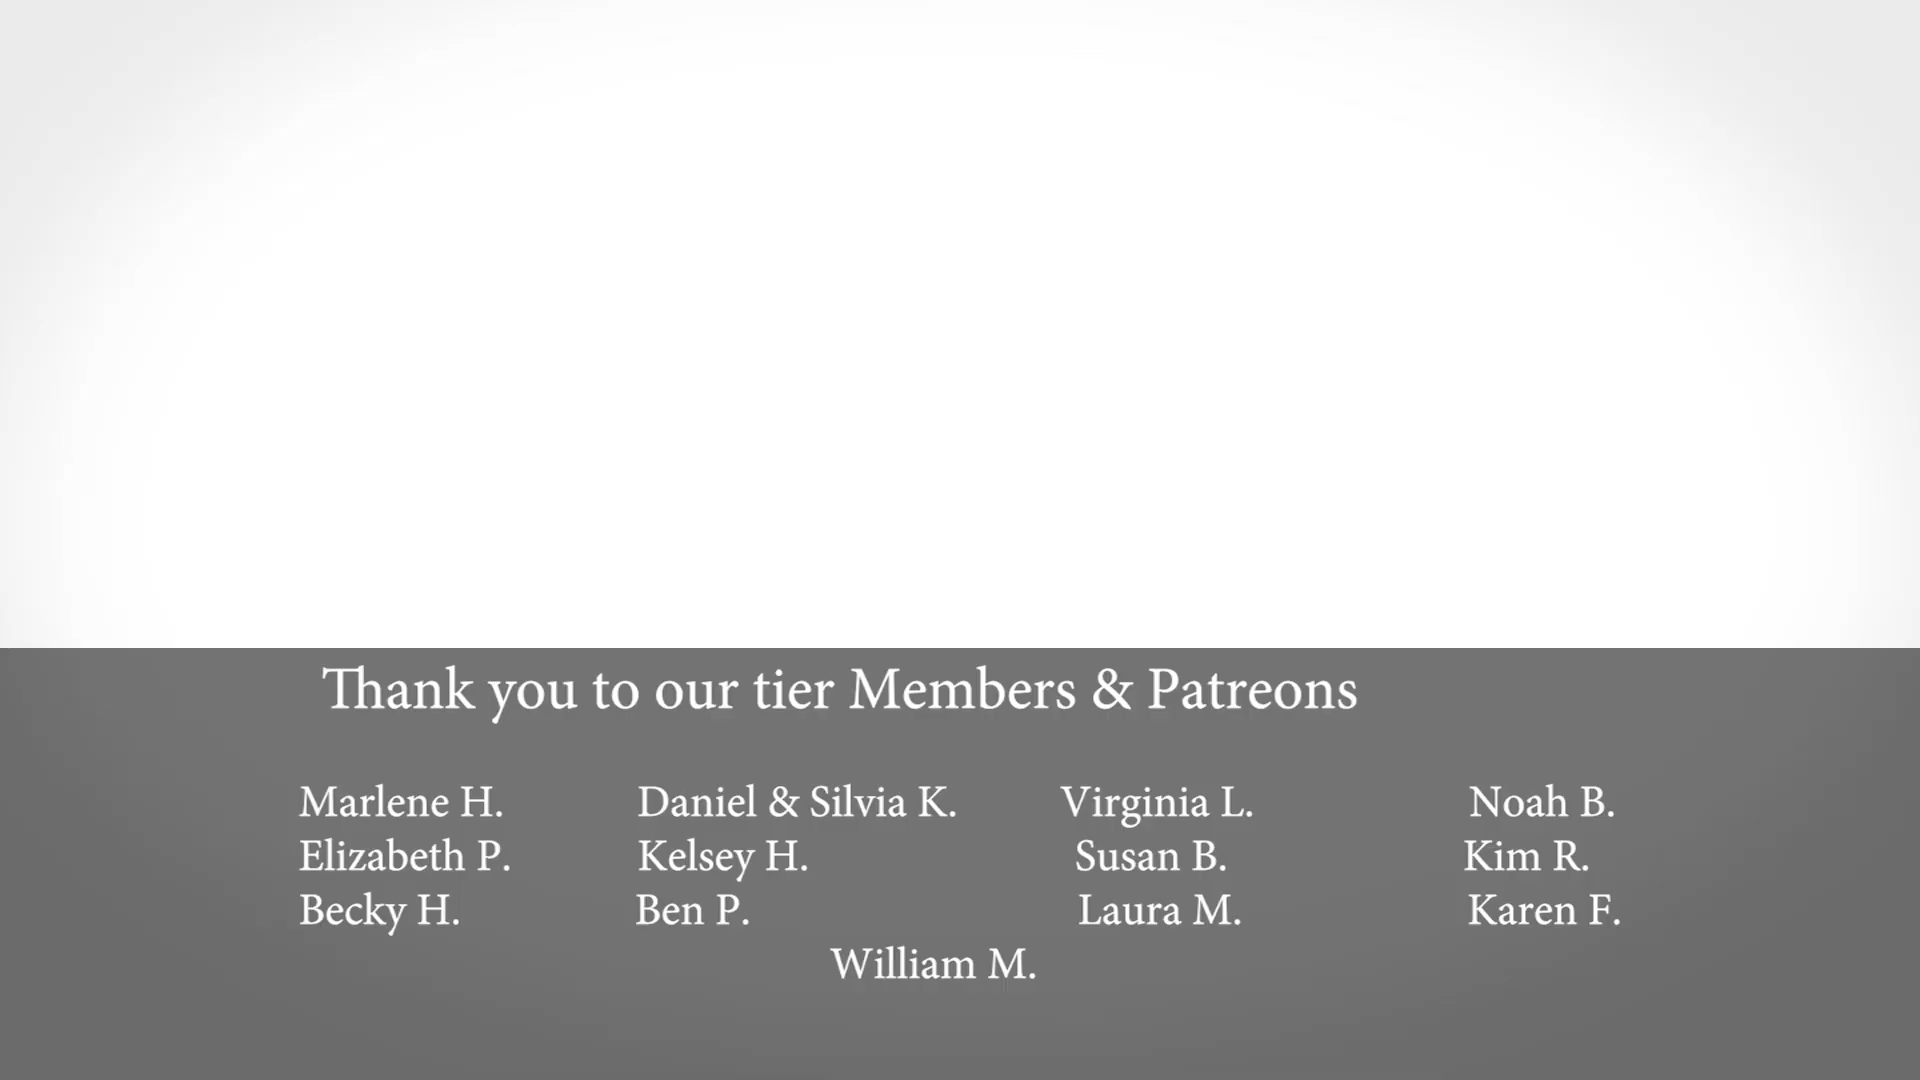 Thank you to our tier Members & Patreons
Marlene H. Daniel & Silvia K. Virginia L. Noah B.
Elizabeth P. Kelsey H. Susan B. Kim R.
Becky H. Ben P. Laura M. Karen F.
William M.